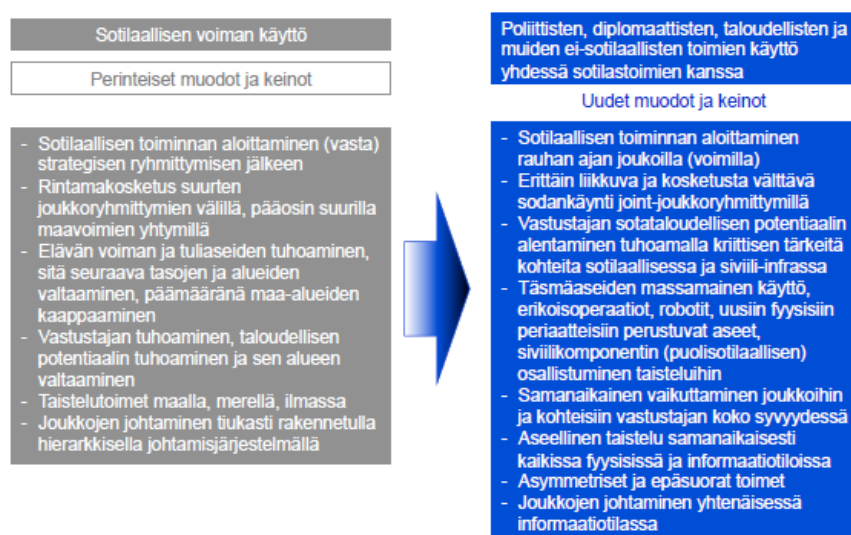 Sotilaallisen voiman käyttö
Perinteiset muodot ja keinot
- Sotilaallisen toiminnan aloittaminen (vasta)
strategisen ryhmittymisen jälkeen
- Rintamakosketus suurten
joukkoryhmittymien välillä, pääosin suurilla
maavoimien yhtymillä
- Elävän voiman ja tuliaseiden tuhoaminen,
sitä seuraava tasojen ja alueiden
valtaaminen, päämääränä maa-alueiden
kaappaaminen
- Vastustajan tuhoaminen, taloudellisen
potentiaalin tuhoaminen ja sen alueen
valtaaminen
- Taistelutoimet maalla, merellä, ilmassa
- Joukkojen johtaminen tiukasti rakennetulla
hierarkkisella johtamisjärjestelmällä
Poliittisten, diplomaattisten, taloudellisten ja
muiden ei-sotilaallisten toimien käyttö
yhdessä sotilastoimien kanssa
Uudet muodot ja keinot
- Sotilaallisen toiminnan aloittaminen
rauhan ajan joukoilla (voimilla)
- Erittäin liikkuva ja kosketusta välttävä
sodankäynti joint-joukkoryhmittymillä
- Vastustajan sotataloudellisen potentiaalin
alentaminen tuhoamalla kriittisen tärkeitä
kohteita sotilaallisessa ja siviili-infrassa
- Täsmäaseiden massamainen käyttö,
erikoisoperaatiot, robotit, uusiin fyysisiin
periaatteisiin perustuvat aseet,
siviilikomponentin (puolisotilaallisen)
osallistuminen taisteluihin
- Samanaikainen vaikuttaminen joukkoihin
ja kohteisiin vastustajan koko syvyydessä
- Aseellinen taistelu samanaikaisesti
kaikissa fyysisissä ja informaatiotiloissa
- Asymmetriset ja epäsuorat toimet
- Joukkojen johtaminen yhtenäisessä
informaatiotilassa